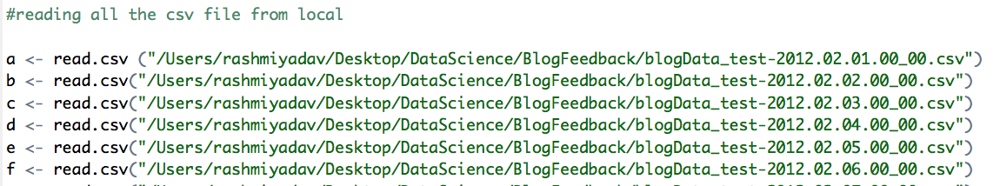 #reading all the csv file from local
a <- read.csv ("/Users/rashmiyadav/Desktop/DataScience/BlogFeedback/blogData_test-2012.02.01.00_00.csv")
b <- read.csv("/Users/rashmiyadav/Desktop/DataScience/BlogFeedback/blogData_test-2012.02.02.00_00.csv")
c <- read.csv("/Users/rashmiyadav/Desktop/DataScience/BlogFeedback/blogData_test-2012.02.03.00_00.csv")
d <- read.csv("/Users/rashmiyadav/Desktop/DataScience/BlogFeedback/blogData_test-2012.02.04.00_00.csv")
e <- read.csv("/Users/rashmiyadav/Desktop/DataScience/BlogFeedback/blogData_test-2012.02.05.00_00.csv")
f <- read.csv("/Users/rashmiyadav/Desktop/DataScience/BlogFeedback/blogData_test-2012.02.06.00_00.csv")